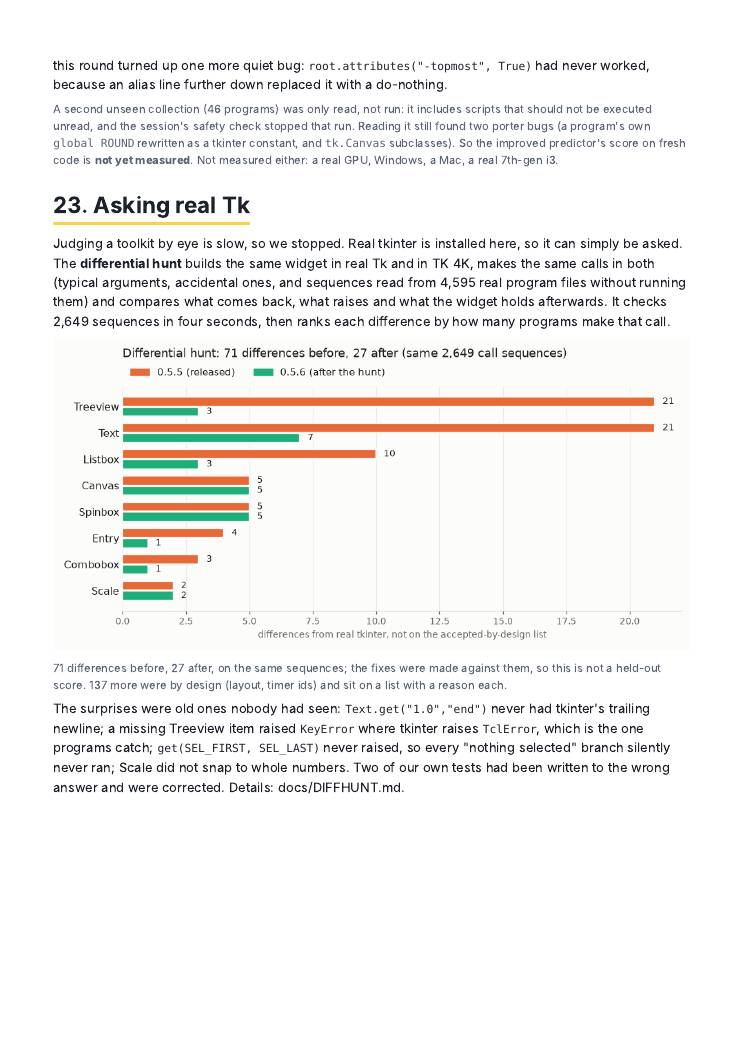 this round turned up one more quiet bug: root.attributes("-topmost", True) had never worked,
because an alias line further down replaced it with a do-nothing.
A second unseen collection (46 programs) was only read, not run: it includes scripts that should not be executed
unread, and the session's safety check stopped that run. Reading it still found two porter bugs (a program's own
global ROUND rewritten as a tkinter constant, and tk.Canvas subclasses). So the improved predictor's score on fresh
code is not yet measured. Not measured either: a real GPU, Windows, a Mac, a real 7th-gen i3.
23. Asking real Tk
Judging a toolkit by eye is slow, so we stopped. Real tkinter is installed here, so it can simply be asked.
The differential hunt builds the same widget in real Tk and in TK 4K, makes the same calls in both
(typical arguments, accidental ones, and sequences read from 4,595 real program files without running
them) and compares what comes back, what raises and what the widget holds afterwards. It checks
2,649 sequences in four seconds, then ranks each difference by how many programs make that call.
Differential hunt: 71 differences before, 27 after (same 2,649 call sequences)
0.5.5 (released) 0.5.6 (after the hunt)
Treeview 21
3
Text 21
7
Listbox 10
3
Canvas 5
5
Spinbox 5
5
Entry 4
1
Combobox 3
1
Scale 2
2
0.0 2.5 5.0 7.5 10.0 12.5 15.0 17.5 20.0
differences from real tkinter, not on the accepted-by-design list
71 differences before, 27 after, on the same sequences; the fixes were made against them, so this is not a held-out
score. 137 more were by design (layout, timer ids) and sit on a list with a reason each.
The surprises were old ones nobody had seen: Text.get("1.0","end") never had tkinter's trailing
newline; a missing Treeview item raised KeyError where tkinter raises TclError, which is the one
programs catch; get(SEL_FIRST, SEL_LAST) never raised, so every "nothing selected" branch silently
never ran; Scale did not snap to whole numbers. Two of our own tests had been written to the wrong
answer and were corrected. Details: docs/DIFFHUNT.md.